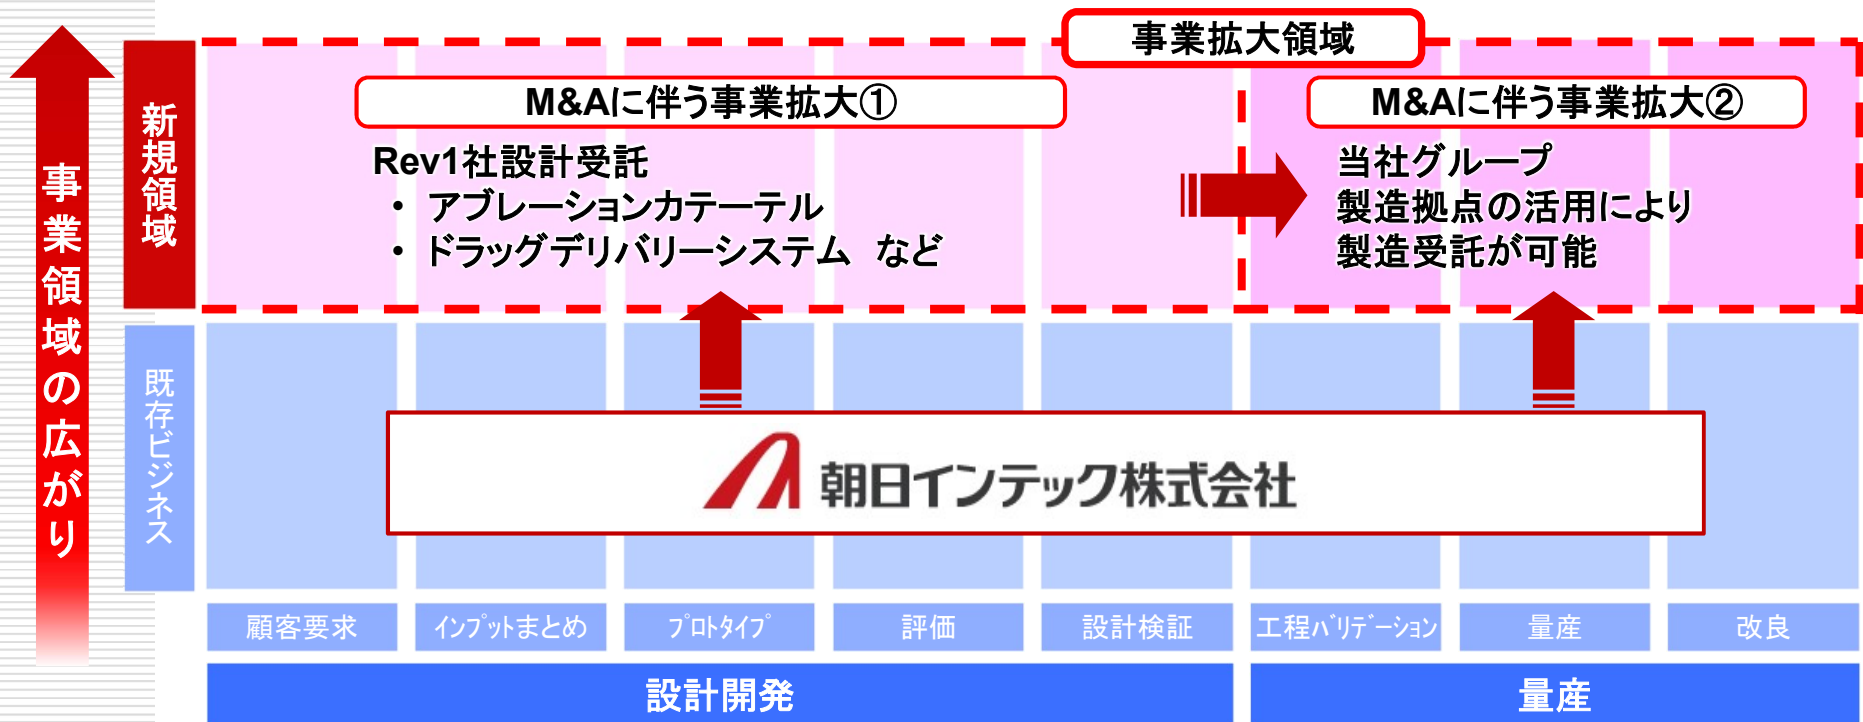 事業領域の広がり
新規領域
既存ビジネス
事業拡大領域
M&Aに伴う事業拡大①
Rev1社設計受託
・ アブレーションカテーテル
・ ドラッグデリバリーシステム など
M&Aに伴う事業拡大②
当社グループ
製造拠点の活用により
製造受託が可能
朝日インテック株式会社
顧客要求
ｲﾝﾌﾟｯﾄまとめ
ﾌﾟﾛﾄﾀｲﾌﾟ
評価
設計検証
工程ﾊﾞﾘﾃﾞｰｼｮﾝ
量産
改良
設計開発
量産